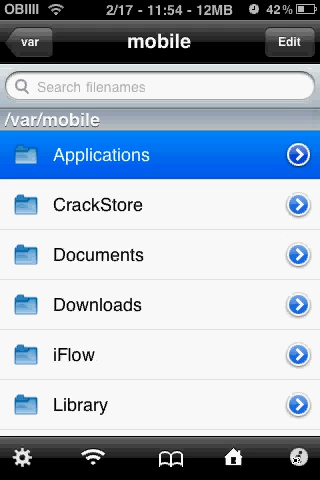 OBIIII 2/17 - 11:54 - 12MB 42%
var mobile Edit
Search filenames
/var/mobile
Applications
CrackStore
Documents
Downloads
iFlow
Library